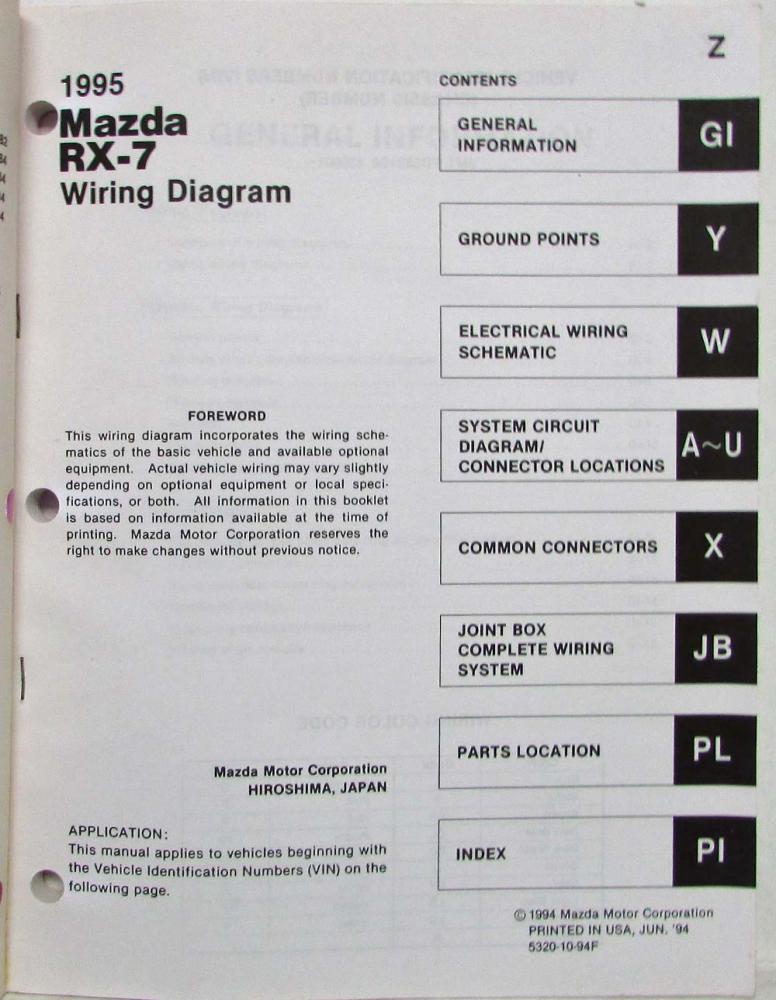 Z
1995
Mazda
RX-7
Wiring Diagram
FOREWORD
This wiring diagram incorporates the wiring sche-
matics of the basic vehicle and available optional
equipment. Actual vehicle wiring may vary slightly
depending on optional equipment or local speci-
fications, or both. All information in this booklet
is based on information available at the time of
printing. Mazda Motor Corporation reserves the
right to make changes without previous notice.
Mazda Motor Corporation
HIROSHIMA, JAPAN
APPLICATION:
This manual applies to vehicles beginning with
the Vehicle Identification Numbers (VIN) on the
following page.
CONTENTS
GENERAL
INFORMATION
GI
GROUND POINTS
Y
ELECTRICAL WIRING
SCHEMATIC
W
SYSTEM CIRCUIT
DIAGRAM/
CONNECTOR LOCATIONS
A~U
COMMON CONNECTORS
X
JOINT BOX
COMPLETE WIRING
SYSTEM
JB
PARTS LOCATION
PL
INDEX
PI
© 1994 Mazda Motor Corporation
PRINTED IN USA, JUN. '94
5320-10-94F